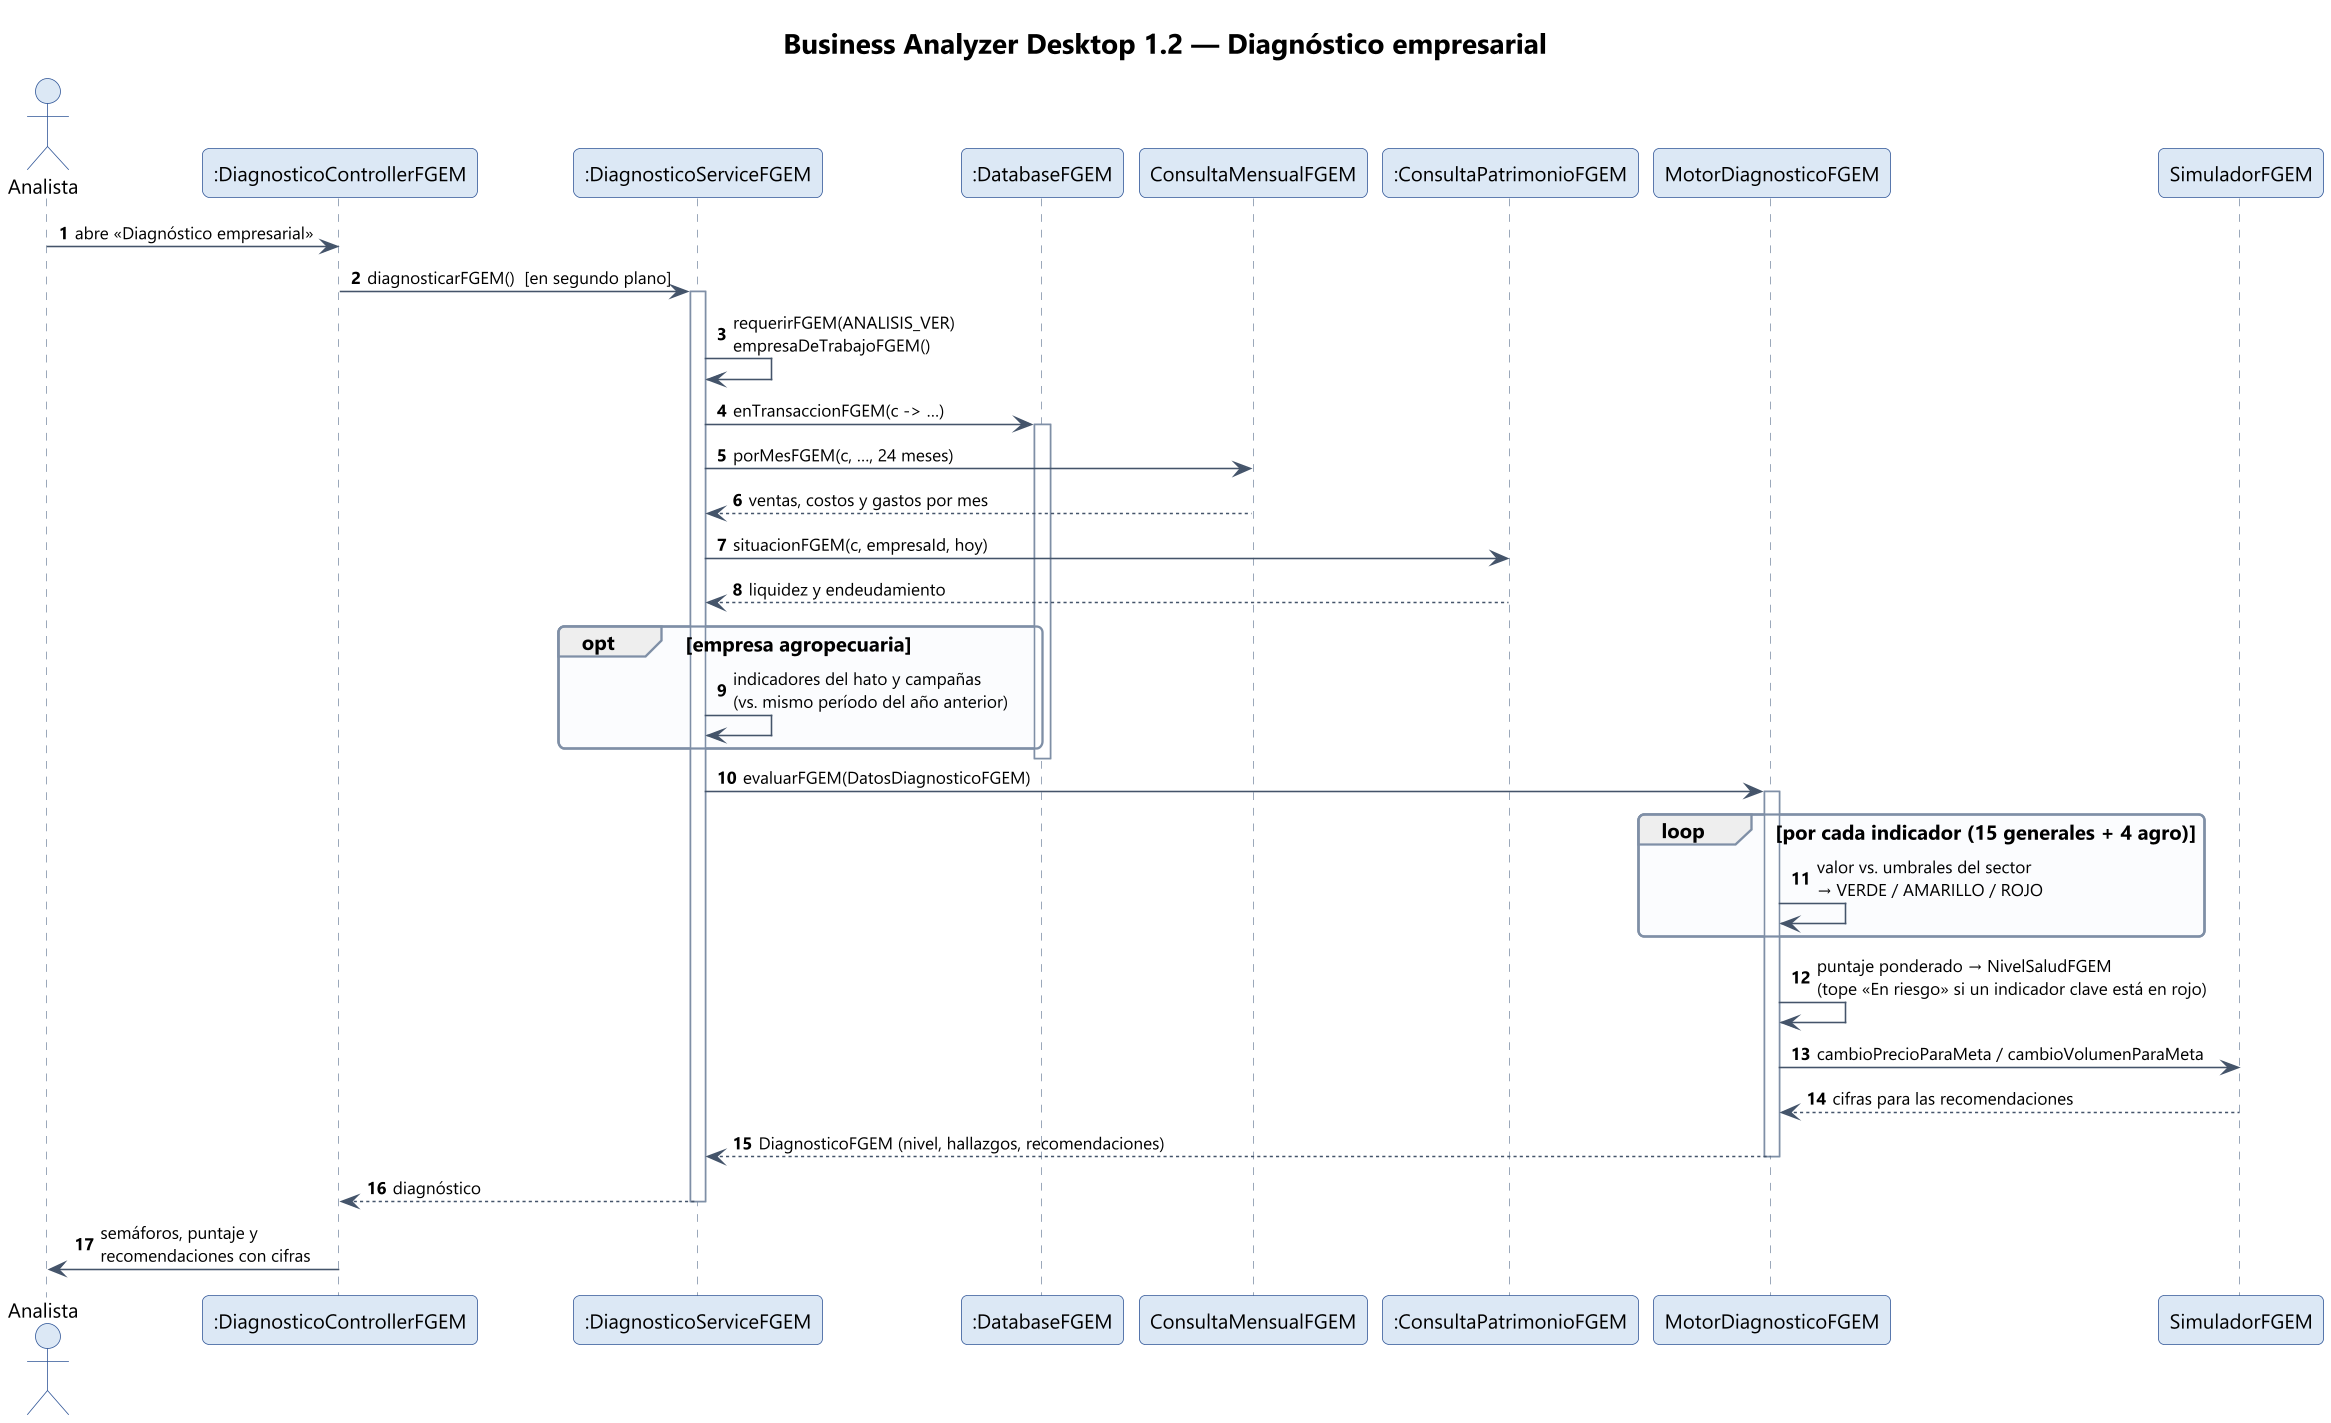 Business Analyzer Desktop 1.2 — Diagnóstico empresarial
Analista
:DiagnosticoControllerFGEM
:DiagnosticoServiceFGEM
:DatabaseFGEM
ConsultaMensualFGEM
:ConsultaPatrimonioFGEM
MotorDiagnosticoFGEM
SimuladorFGEM
1 abre «Diagnóstico empresarial»
2 diagnosticarFGEM()  [en segundo plano]
3 requerirFGEM(ANALISIS_VER)
empresaDeTrabajoFGEM()
4 enTransaccionFGEM(c -> ...)
5 porMesFGEM(c, ..., 24 meses)
6 ventas, costos y gastos por mes
7 situacionFGEM(c, empresaId, hoy)
8 liquidez y endeudamiento
opt [empresa agropecuaria]
9 indicadores del hato y campañas
(vs. mismo período del año anterior)
10 evaluarFGEM(DatosDiagnosticoFGEM)
loop [por cada indicador (15 generales + 4 agro)]
11 valor vs. umbrales del sector
→ VERDE / AMARILLO / ROJO
12 puntaje ponderado → NivelSaludFGEM
(tope «En riesgo» si un indicador clave está en rojo)
13 cambioPrecioParaMeta / cambioVolumenParaMeta
14 cifras para las recomendaciones
15 DiagnosticoFGEM (nivel, hallazgos, recomendaciones)
16 diagnóstico
17 semáforos, puntaje y
recomendaciones con cifras
Analista
:DiagnosticoControllerFGEM
:DiagnosticoServiceFGEM
:DatabaseFGEM
ConsultaMensualFGEM
:ConsultaPatrimonioFGEM
MotorDiagnosticoFGEM
SimuladorFGEM